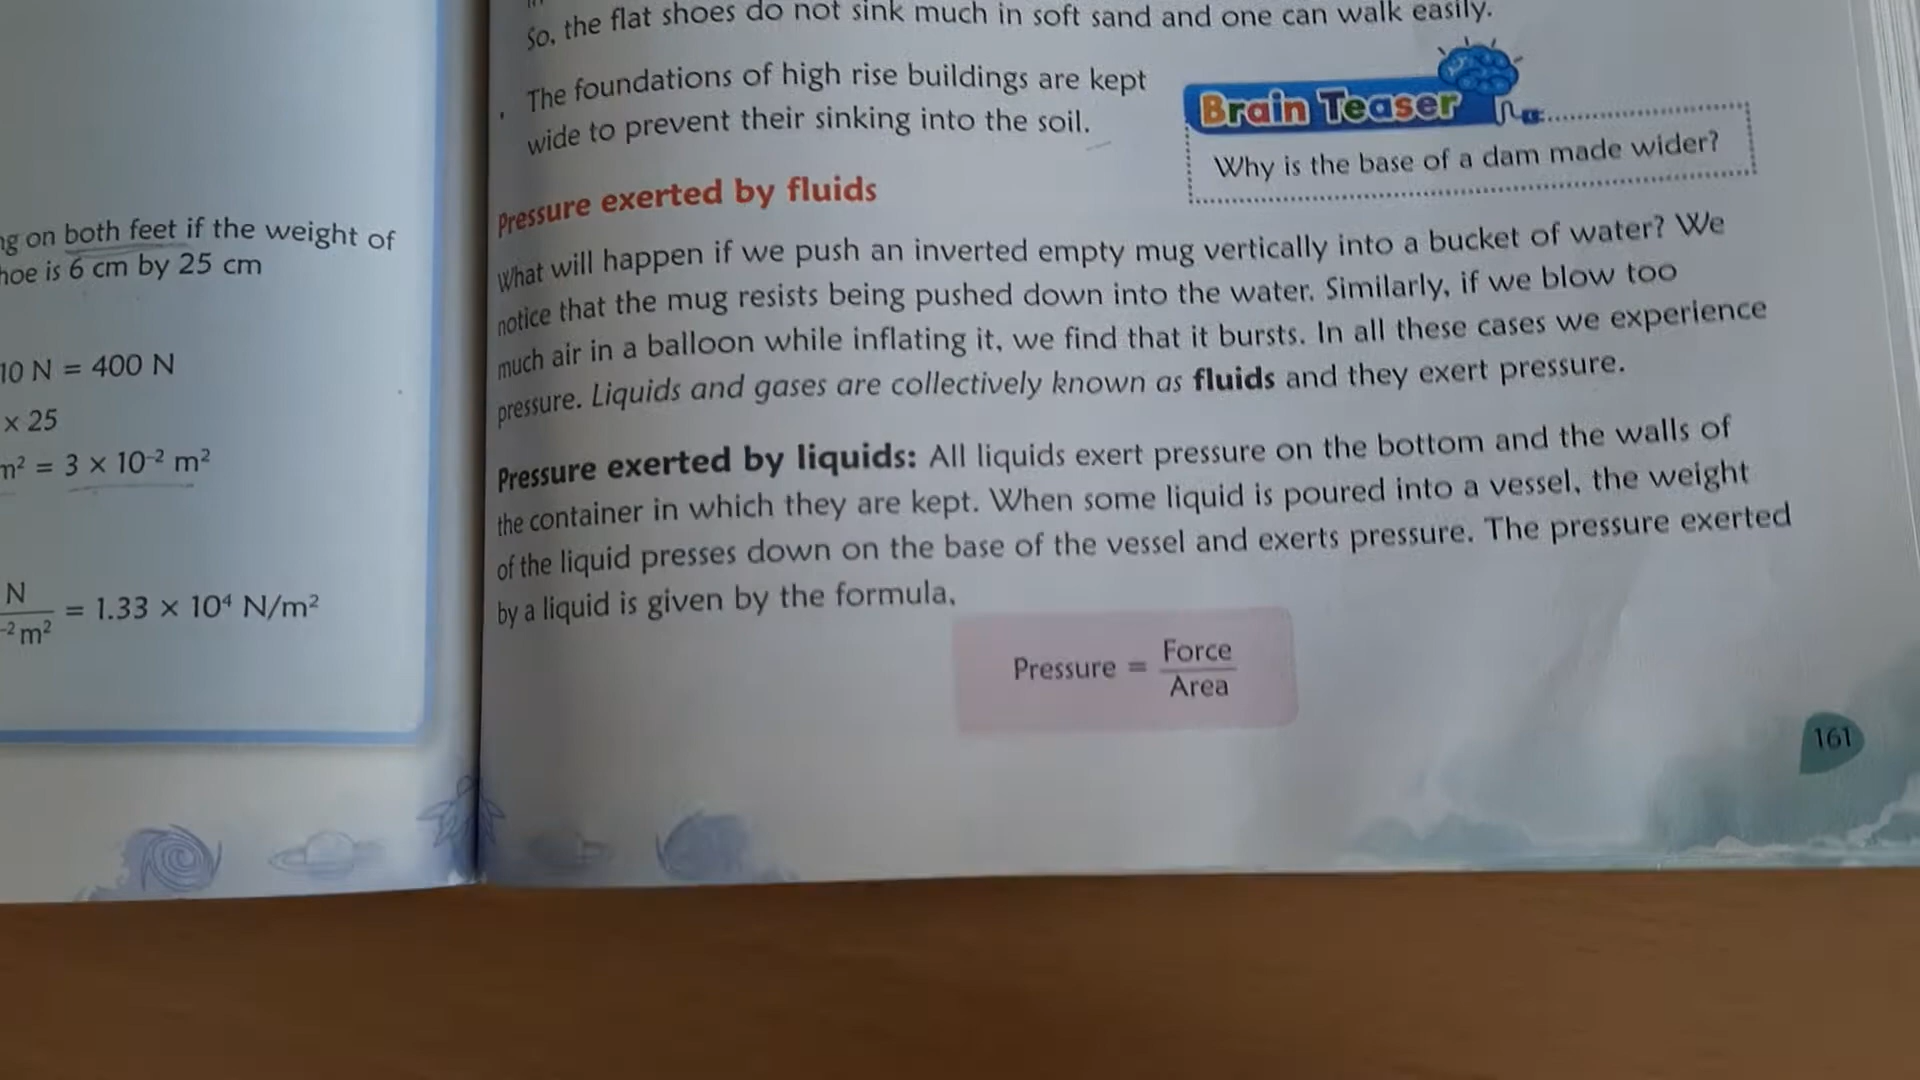 ng on both feet if the weight of
hoe is 6 cm by 25 cm
10 N = 400 N
x 25
m² = 3 × 10⁻² m²
N
⁻²m²
= 1.33 × 10⁴ N/m²
So, the flat shoes do not sink much in soft sand and one can walk easily.
The foundations of high rise buildings are kept
wide to prevent their sinking into the soil.
Brain Teaser
Why is the base of a dam made wider?
Pressure exerted by fluids
What will happen if we push an inverted empty mug vertically into a bucket of water? We
notice that the mug resists being pushed down into the water. Similarly, if we blow too
much air in a balloon while inflating it, we find that it bursts. In all these cases we experience
pressure. Liquids and gases are collectively known as fluids and they exert pressure.
Pressure exerted by liquids: All liquids exert pressure on the bottom and the walls of
the container in which they are kept. When some liquid is poured into a vessel, the weight
of the liquid presses down on the base of the vessel and exerts pressure. The pressure exerted
by a liquid is given by the formula,
Pressure = Force
Area
161